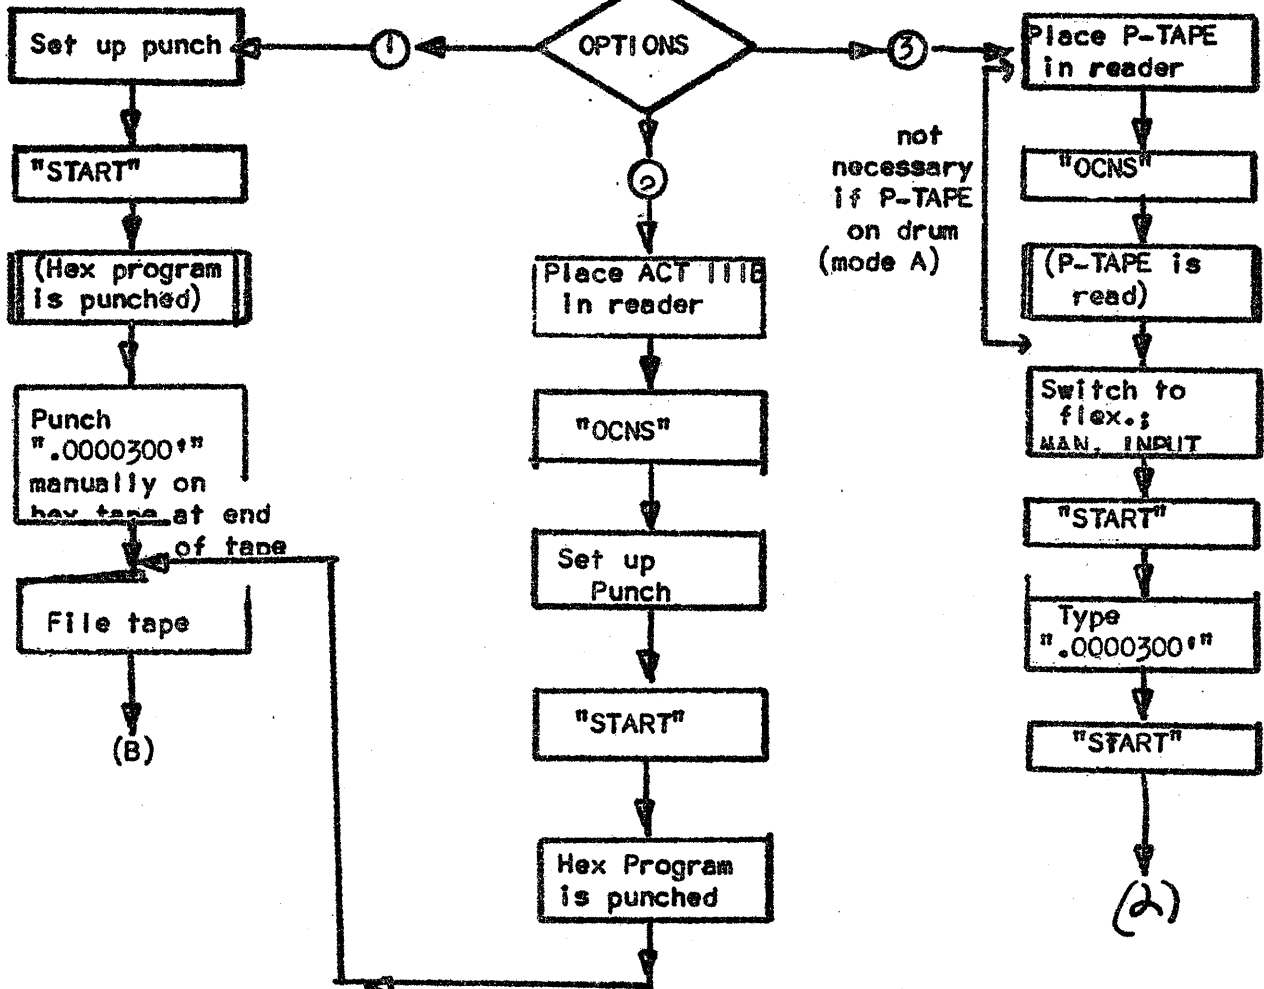 OPTIONS
1
Set up punch
"START"
(Hex program
is punched)
Punch
".0000300'"
manually on
hex tape at end
of tape
File tape
(B)
2
Place ACT IIIB
in reader
"OCNS"
Set up
Punch
"START"
Hex Program
is punched
3
Place P-TAPE
in reader
not
necessary
if P-TAPE
on drum
(mode A)
"OCNS"
(P-TAPE is
read)
Switch to
flex.;
MAN. INPUT
"START"
Type
".0000300'"
"START"
(2)